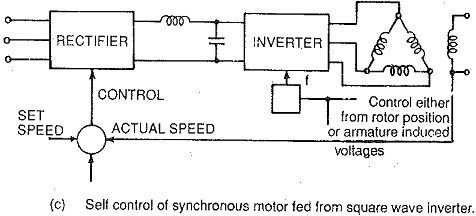 RECTIFIER
INVERTER
f
CONTROL
Control either
from rotor position
or armature induced
voltages
SET
SPEED
ACTUAL SPEED
(c) Self control of synchronous motor fed from square wave inverter.